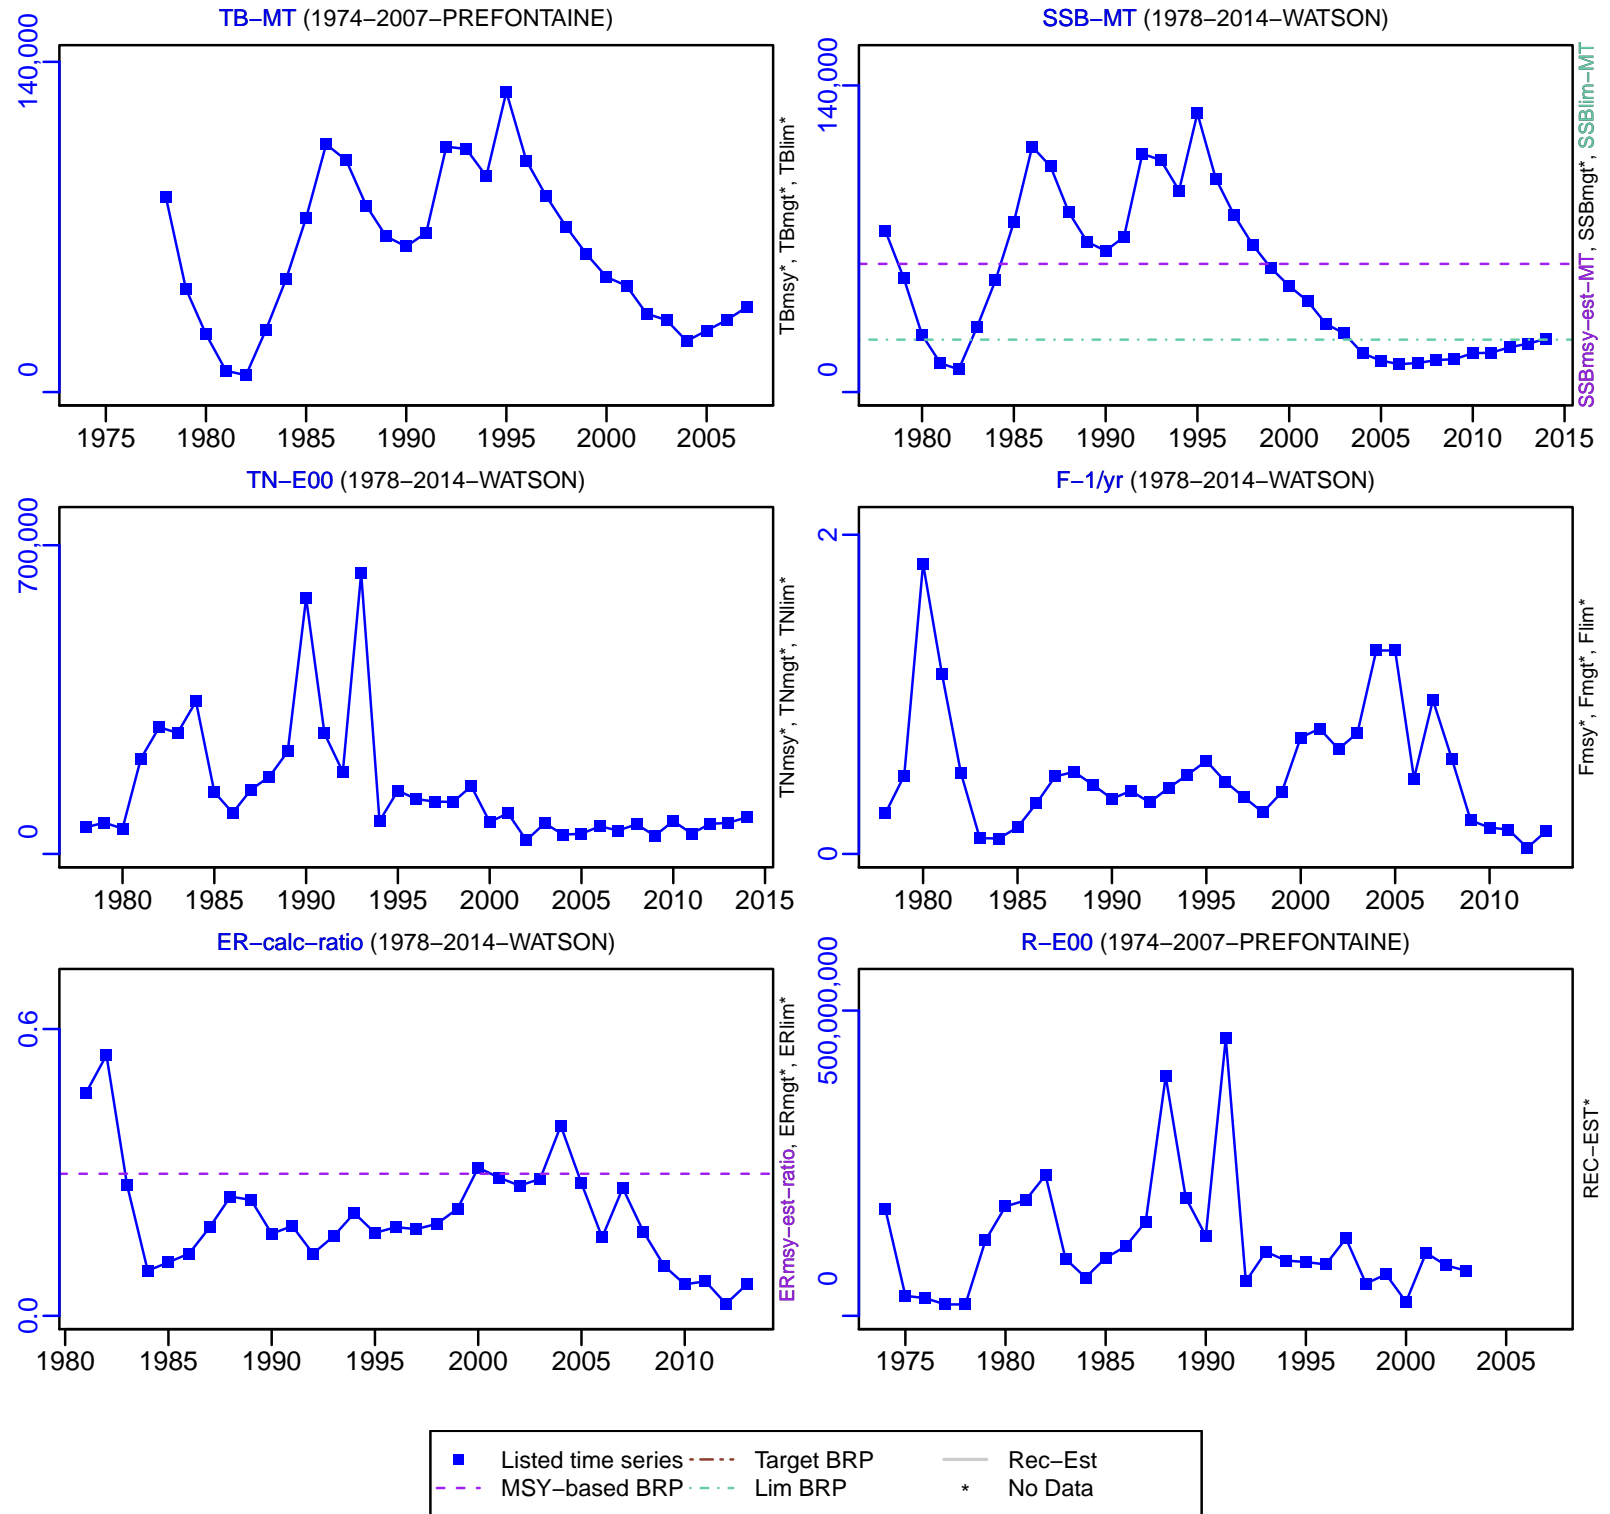 TB−MT (1974−2007−PREFONTAINE)
140,000
0
1975 1980 1985 1990 1995 2000 2005
TBmsy*, TBmgt*, TBlim*
SSB−MT (1978−2014−WATSON)
140,000
0
1980 1985 1990 1995 2000 2005 2010 2015
SSBmsy−est−MT, SSBmgt*, SSBlim−MT
TN−E00 (1978−2014−WATSON)
700,000
0
1980 1985 1990 1995 2000 2005 2010 2015
TNmsy*, TNmgt*, TNlim*
F−1/yr (1978−2014−WATSON)
2
0
1980 1985 1990 1995 2000 2005 2010
Fmsy*, Fmgt*, Flim*
ER−calc−ratio (1978−2014−WATSON)
0.6
0.0
1980 1985 1990 1995 2000 2005 2010
ERmsy−est−ratio, ERmgt*, ERlim*
R−E00 (1974−2007−PREFONTAINE)
500,000,000
0
1975 1980 1985 1990 1995 2000 2005
REC−EST*
Listed time series Target BRP Rec−Est
MSY−based BRP Lim BRP * No Data